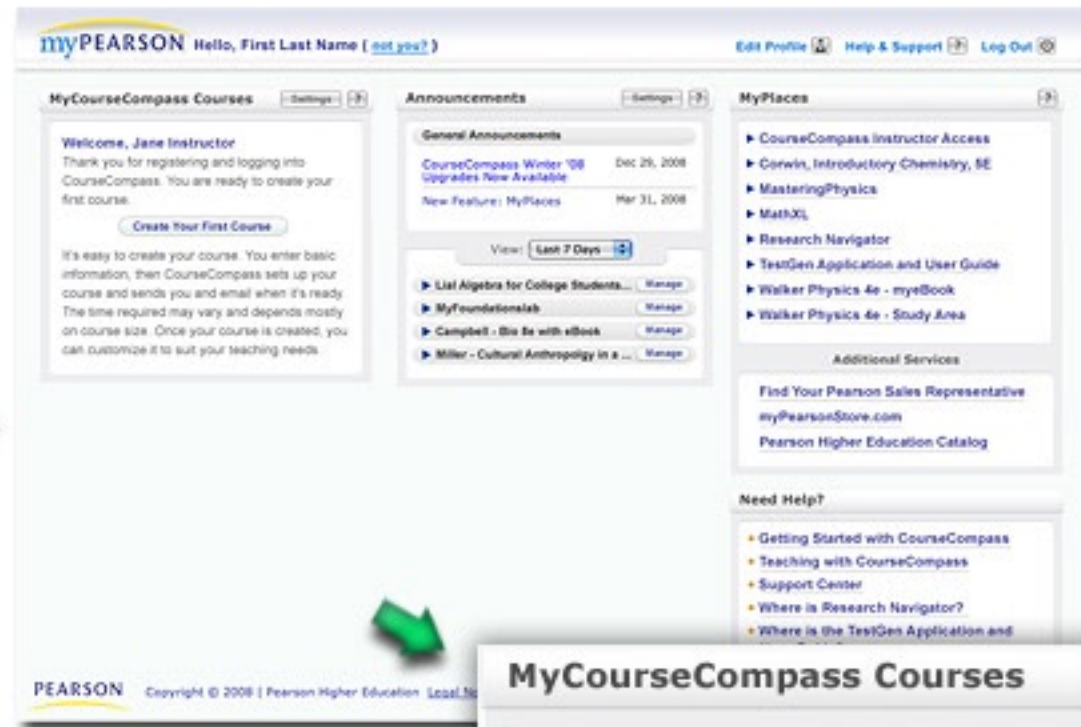 myPEARSON Hello, First Last Name ( not you? )
Edit Profile Help & Support ? Log Out
MyCourseCompass Courses Settings ?
Welcome, Jane Instructor
Thank you for registering and logging into
CourseCompass. You are ready to create your
first course.
Create Your First Course
It's easy to create your course. You enter basic
information, then CourseCompass sets up your
course and sends you and email when it's ready.
The time required may vary and depends mostly
on course size. Once your course is created, you
can customize it to suit your teaching needs.
Announcements Settings ?
General Announcements
CourseCompass Winter '08 Dec 29, 2008
Upgrades Now Available
New Feature: MyPlaces Mar 31, 2008
View: Last 7 Days
Lial Algebra for College Students... Manage
MyFoundationslab Manage
Campbell - Bio 8e with eBook Manage
Miller - Cultural Anthropolgy in a ... Manage
MyPlaces ?
CourseCompass Instructor Access
Corwin, Introductory Chemistry, 5E
MasteringPhysics
MathXL
Research Navigator
TestGen Application and User Guide
Walker Physics 4e - myeBook
Walker Physics 4e - Study Area
Additional Services
Find Your Pearson Sales Representative
myPearsonStore.com
Pearson Higher Education Catalog
Need Help?
Getting Started with CourseCompass
Teaching with CourseCompass
Support Center
Where is Research Navigator?
Where is the TestGen Application and
PEARSON Copyright © 2008 | Pearson Higher Education Legal
MyCourseCompass Courses